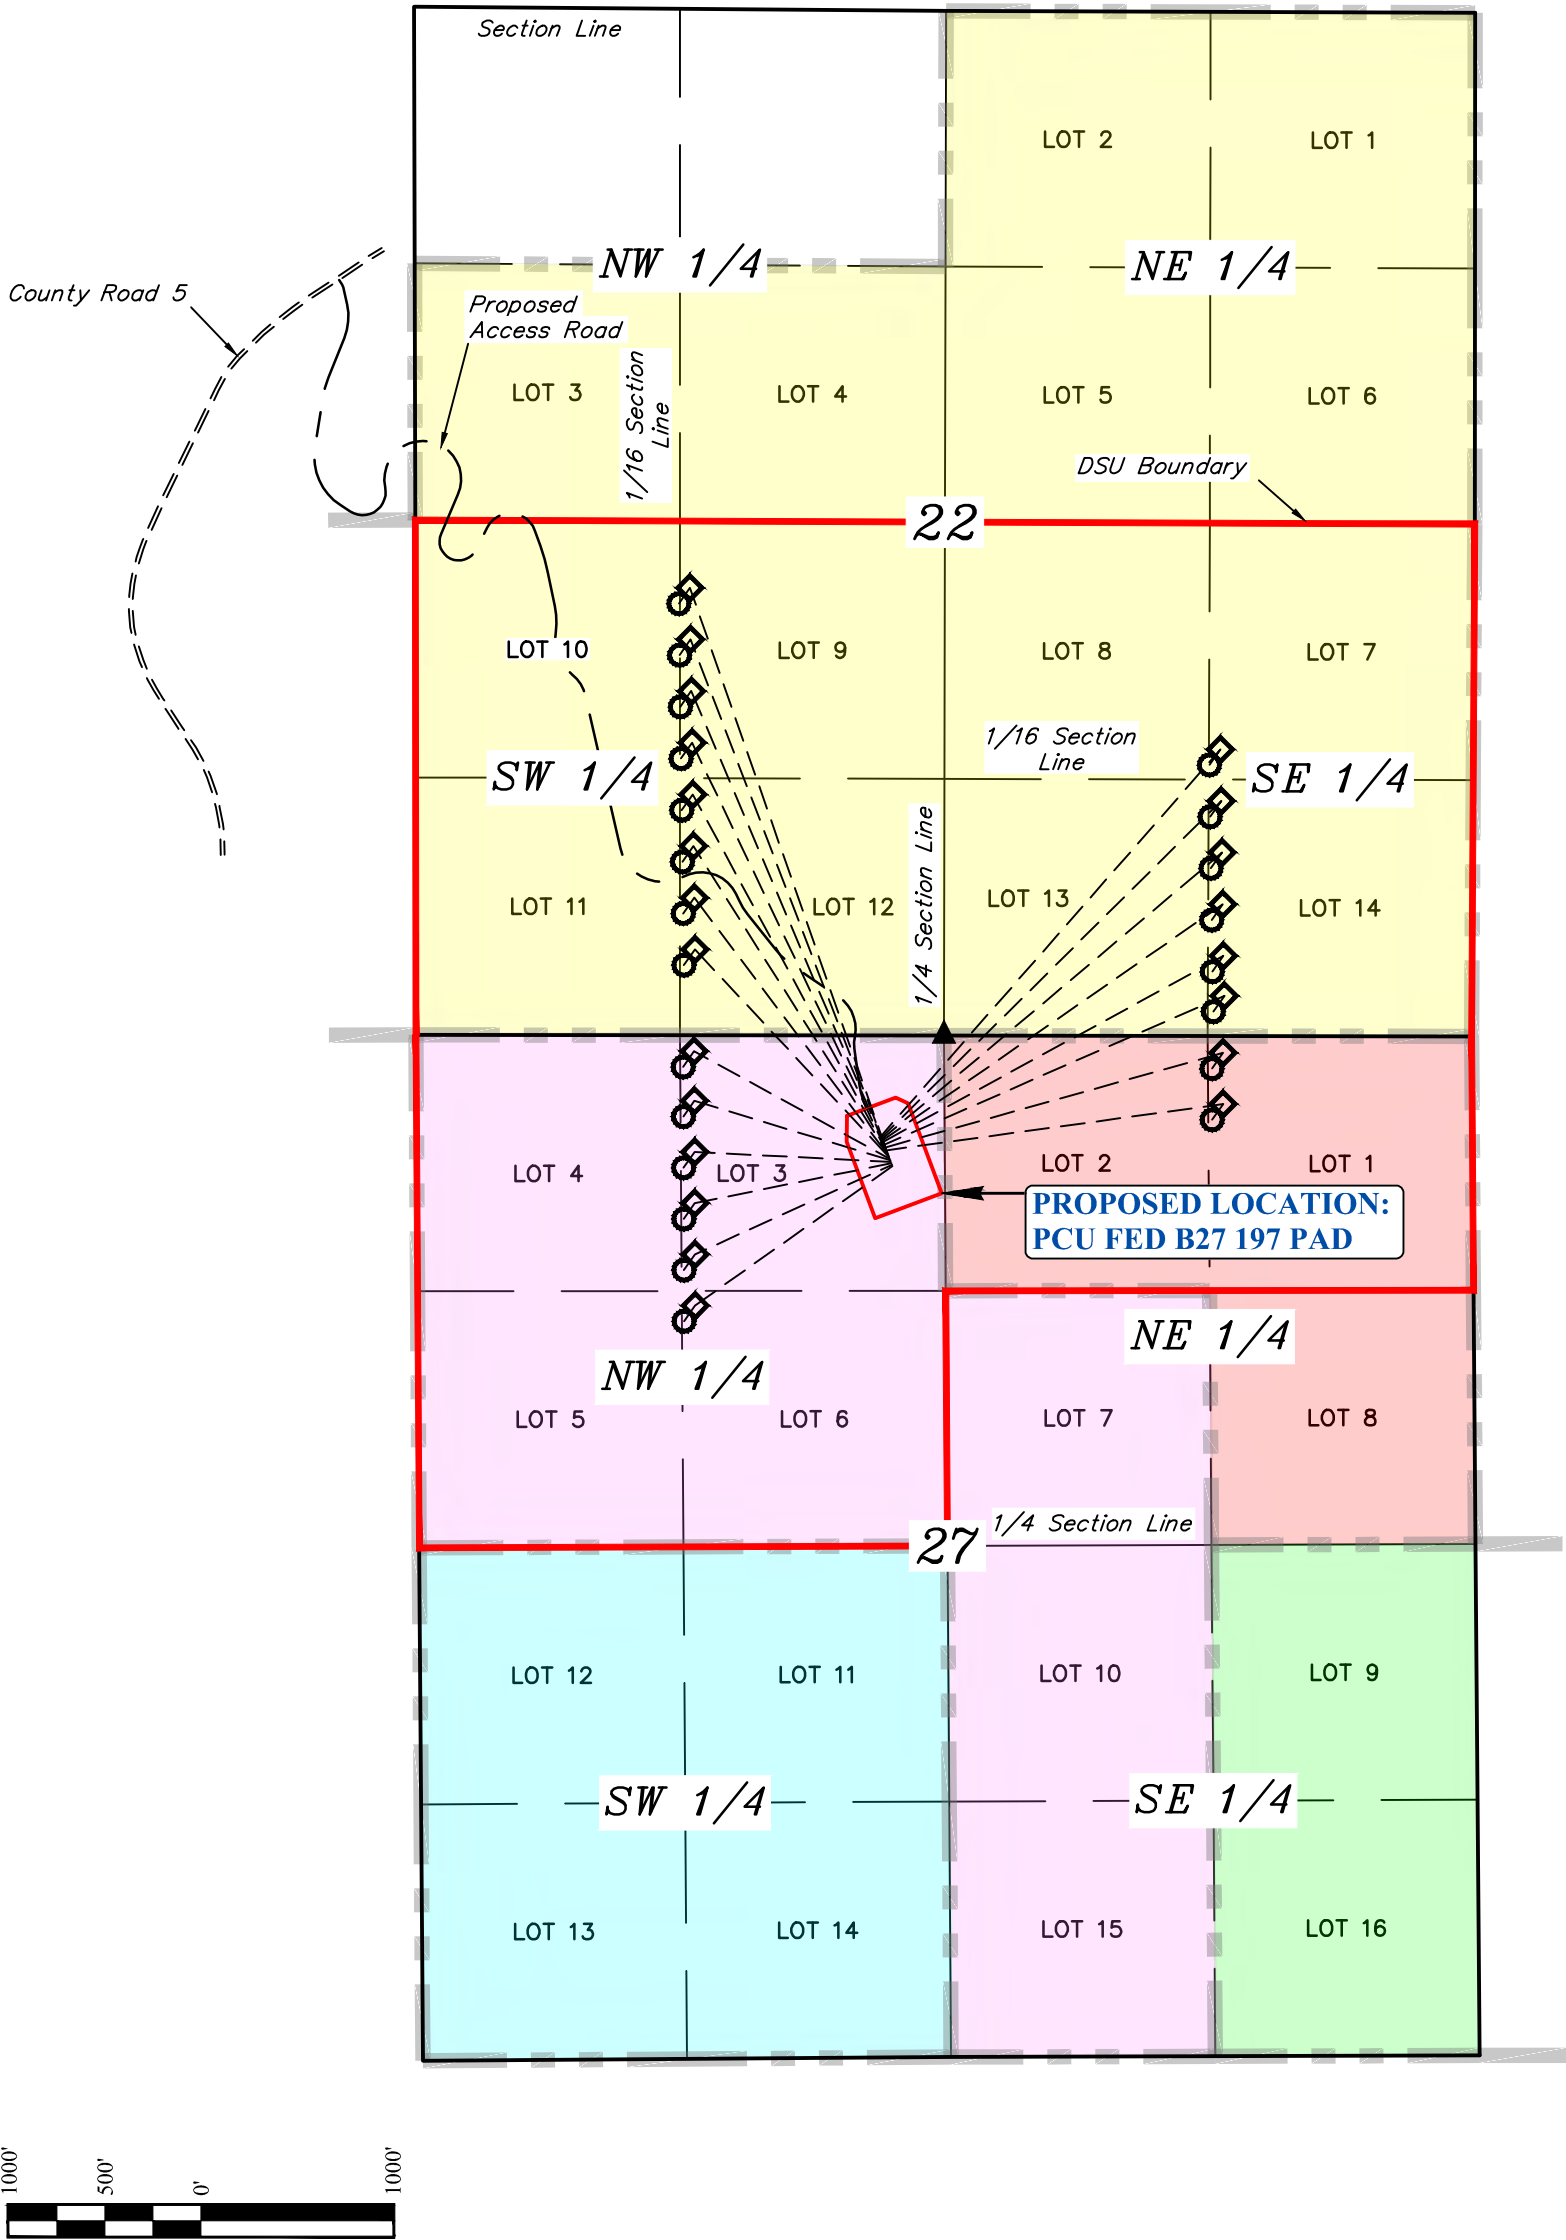 Section Line
LOT 2
LOT 1
NW 1/4
NE 1/4
County Road 5
Proposed
Access Road
1/16 Section
Line
LOT 3
LOT 4
LOT 5
LOT 6
DSU Boundary
22
LOT 10
LOT 9
LOT 8
LOT 7
1/16 Section
Line
SW 1/4
SE 1/4
1/4 Section Line
LOT 11
LOT 12
LOT 13
LOT 14
LOT 4
LOT 3
LOT 2
LOT 1
PROPOSED LOCATION:
PCU FED B27 197 PAD
NW 1/4
NE 1/4
LOT 5
LOT 6
LOT 7
LOT 8
27
1/4 Section Line
LOT 12
LOT 11
LOT 10
LOT 9
SW 1/4
SE 1/4
LOT 13
LOT 14
LOT 15
LOT 16
1000'
500'
0'
1000'